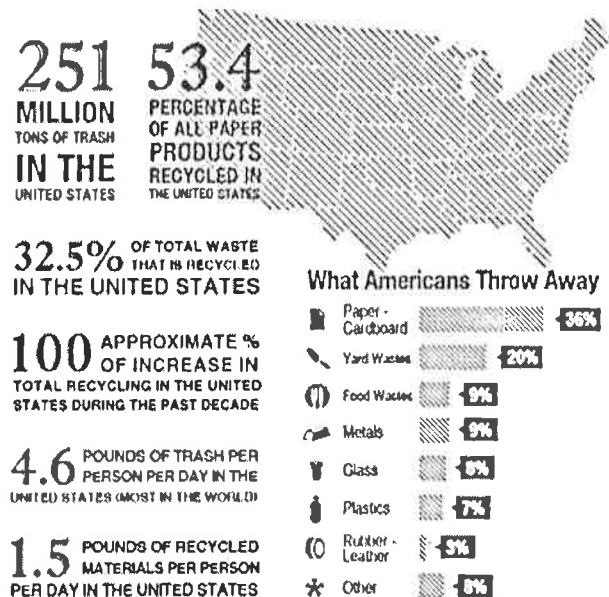 251
MILLION
TONS OF TRASH
IN THE
UNITED STATES
53.4
PERCENTAGE
OF ALL PAPER
PRODUCTS
RECYCLED IN
THE UNITED STATES
32.5% OF TOTAL WASTE
THAT IS RECYCLED
IN THE UNITED STATES
100 APPROXIMATE %
OF INCREASE IN
TOTAL RECYCLING IN THE UNITED
STATES DURING THE PAST DECADE
4.6 POUNDS OF TRASH PER
PERSON PER DAY IN THE
UNITED STATES (MOST IN THE WORLD)
1.5 POUNDS OF RECYCLED
MATERIALS PER PERSON
PER DAY IN THE UNITED STATES
What Americans Throw Away
Paper -
Cardboard
36%
Yard Wastes
20%
Food Wastes
9%
Metals
9%
Glass
Plastics
7%
Rubber -
Leather
3%
Other
8%